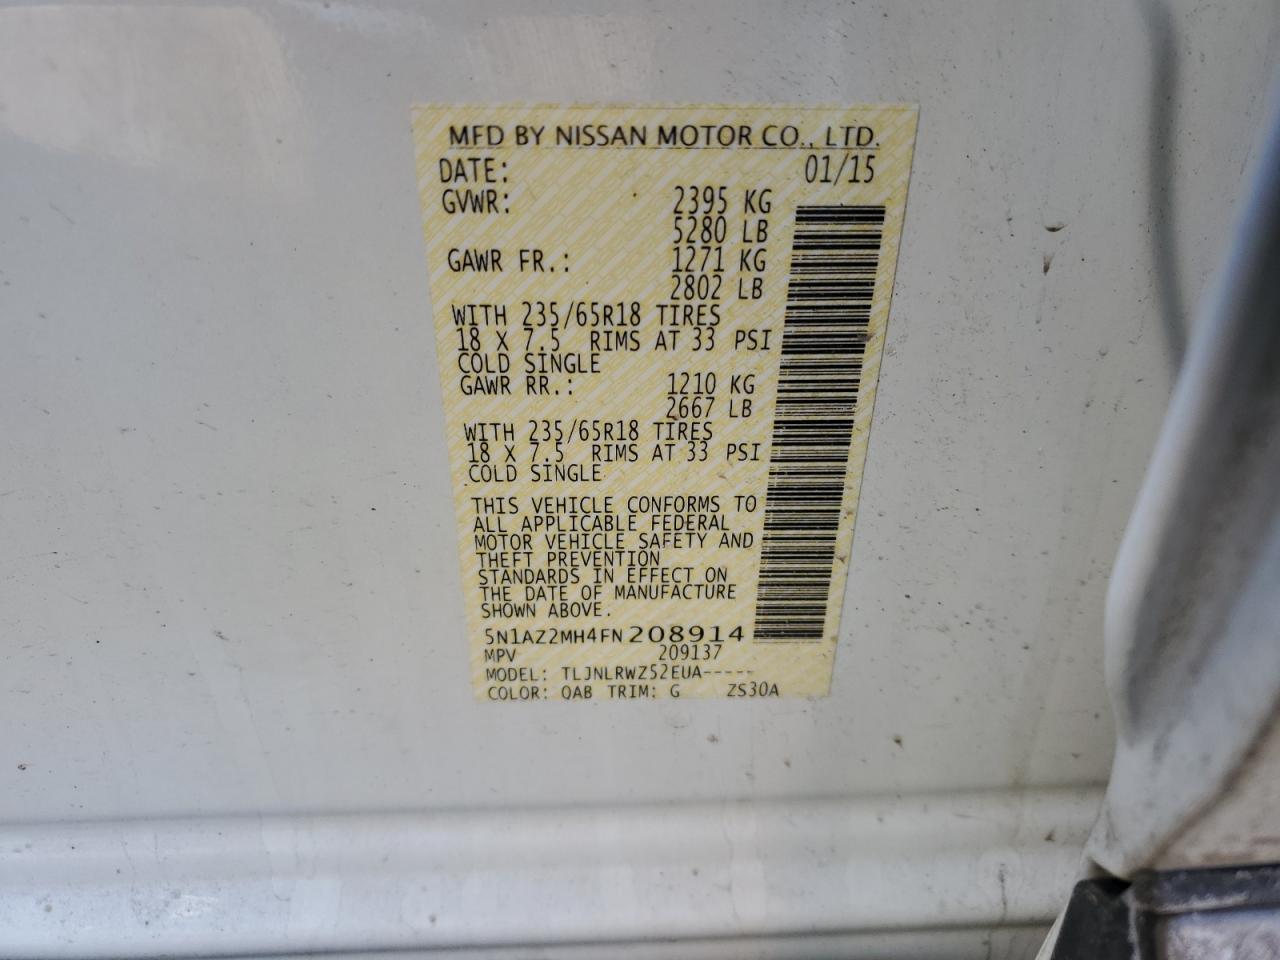 MFD BY NISSAN MOTOR CO., LTD.
DATE: 01/15
GVWR: 2395 KG
5280 LB
GAWR FR.: 1271 KG
2802 LB
WITH 235/65R18 TIRES
18 X 7.5 RIMS AT 33 PSI
COLD SINGLE
GAWR RR.: 1210 KG
2667 LB
WITH 235/65R18 TIRES
18 X 7.5 RIMS AT 33 PSI
COLD SINGLE
THIS VEHICLE CONFORMS TO
ALL APPLICABLE FEDERAL
MOTOR VEHICLE SAFETY AND
THEFT PREVENTION
STANDARDS IN EFFECT ON
THE DATE OF MANUFACTURE
SHOWN ABOVE.
5N1AZ2MH4FN208914
MPV 209137
MODEL: TLJNLRWZ52EUA-----
COLOR: QAB TRIM: G ZS30A